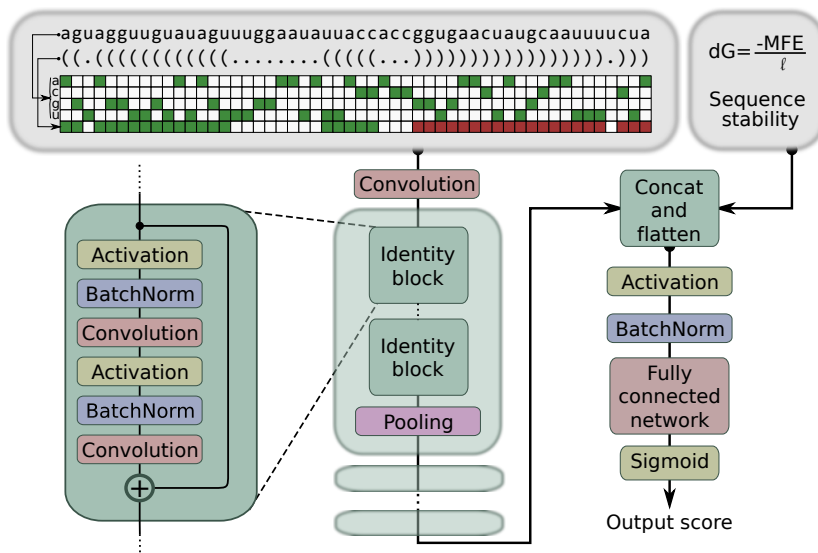 aguagguuguauaguuuggaauauuaccaccggugaacuaugcaauuuucua
((.((((((((((((........(((((...))))))))))))))))).)))
a
c
g
u
dG= -MFE
ℓ
Sequence
stability
Convolution
Identity
block
Identity
block
Pooling
Activation
BatchNorm
Convolution
Activation
BatchNorm
Convolution
+
Concat
and
flatten
Activation
BatchNorm
Fully
connected
network
Sigmoid
Output score